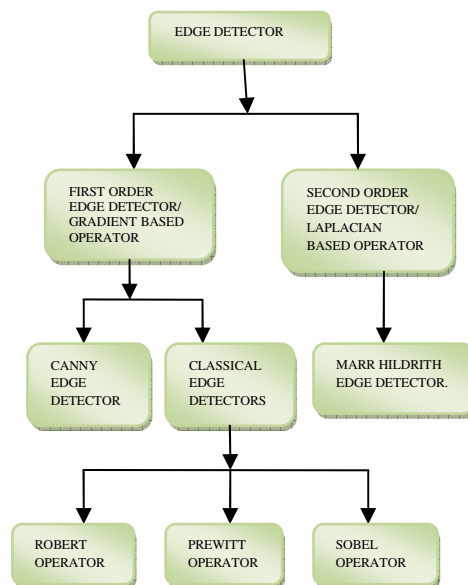 EDGE DETECTOR
FIRST ORDER
EDGE DETECTOR/
GRADIENT BASED
OPERATOR
SECOND ORDER
EDGE DETECTOR/
LAPLACIAN
BASED OPERATOR
CANNY
EDGE
DETECTOR
CLASSICAL
EDGE
DETECTORS
MARR HILDRITH
EDGE DETECTOR.
ROBERT
OPERATOR
PREWITT
OPERATOR
SOBEL
OPERATOR